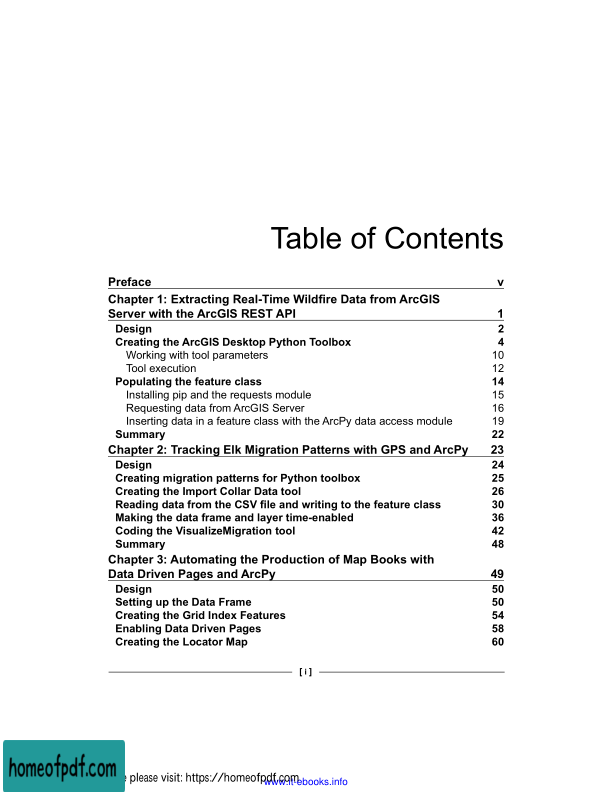 Table of Contents
Preface v
Chapter 1: Extracting Real-Time Wildfire Data from ArcGIS
Server with the ArcGIS REST API 1
Design 2
Creating the ArcGIS Desktop Python Toolbox 4
Working with tool parameters 10
Tool execution 12
Populating the feature class 14
Installing pip and the requests module 15
Requesting data from ArcGIS Server 16
Inserting data in a feature class with the ArcPy data access module 19
Summary 22
Chapter 2: Tracking Elk Migration Patterns with GPS and ArcPy 23
Design 24
Creating migration patterns for Python toolbox 25
Creating the Import Collar Data tool 26
Reading data from the CSV file and writing to the feature class 30
Making the data frame and layer time-enabled 36
Coding the VisualizeMigration tool 42
Summary 48
Chapter 3: Automating the Production of Map Books with
Data Driven Pages and ArcPy 49
Design 50
Setting up the Data Frame 50
Creating the Grid Index Features 54
Enabling Data Driven Pages 58
Creating the Locator Map 60
[ i ]
homeofpdf.com
please visit: https://homeofpdf.com
www.it-ebooks.info